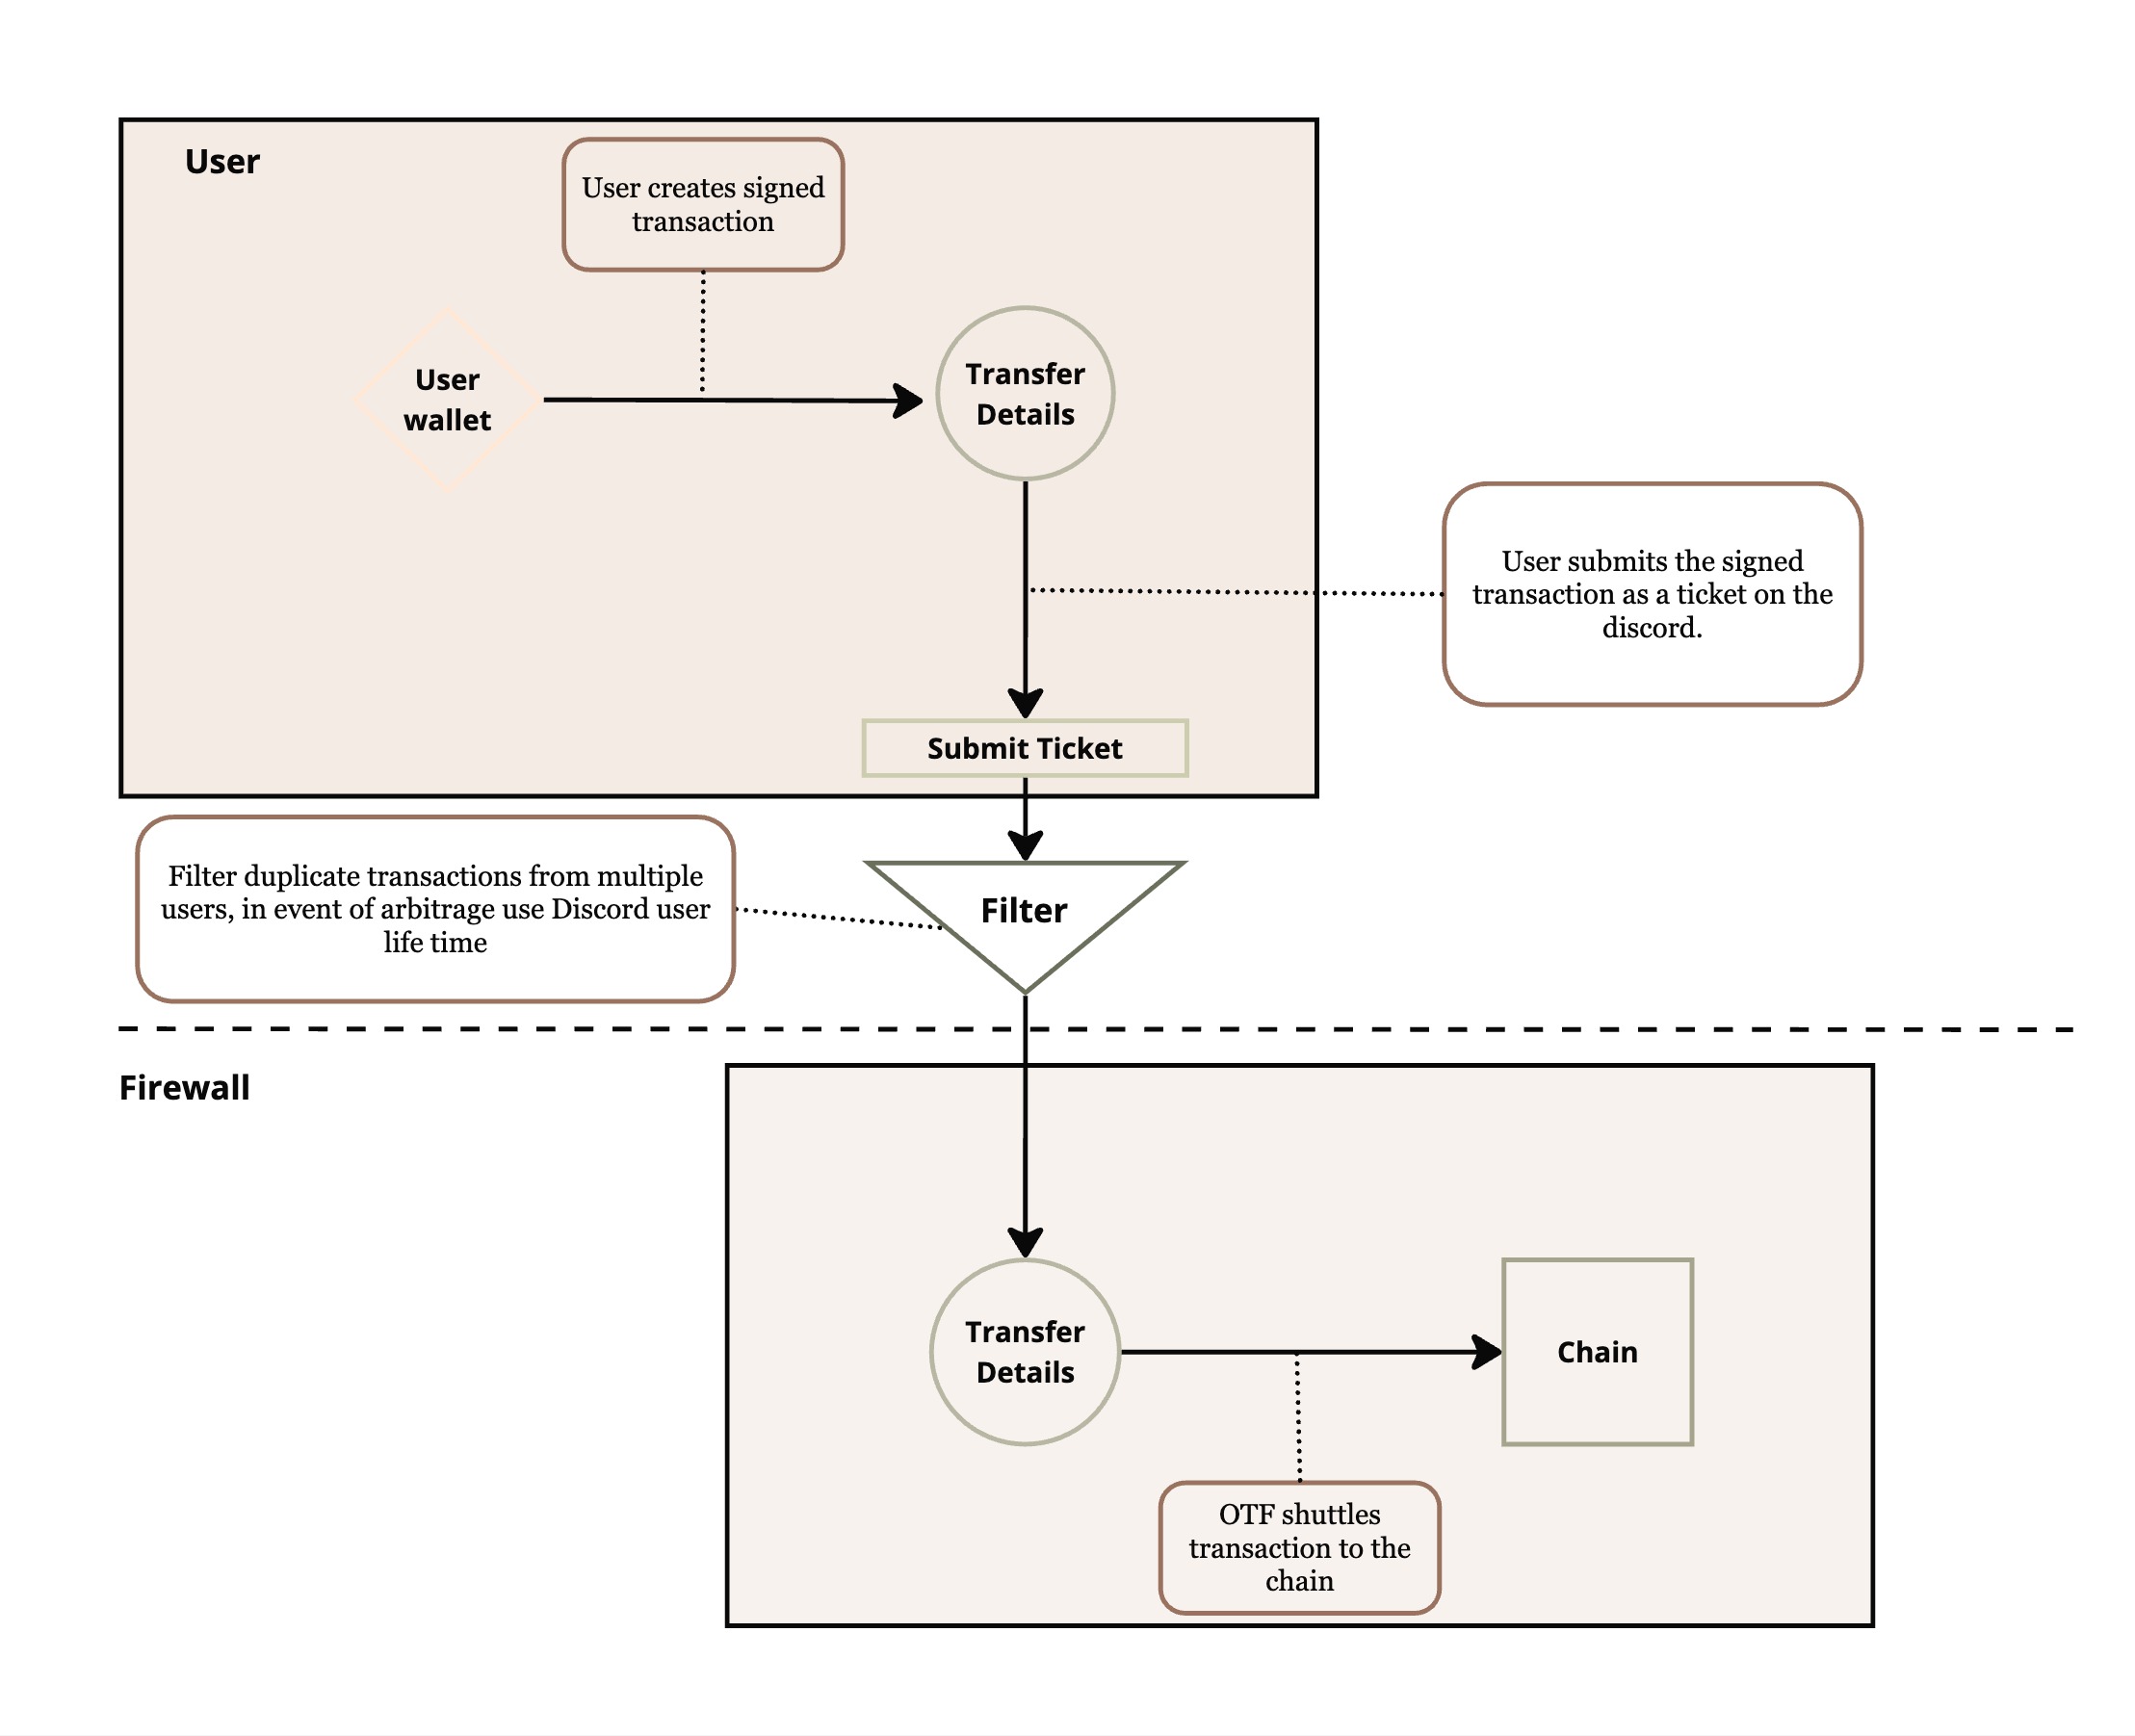 User
User creates signed
transaction
User
wallet
Transfer
Details
User submits the signed
transaction as a ticket on the
discord.
Submit Ticket
Filter duplicate transactions from multiple
users, in event of arbitrage use Discord user
life time
Filter
Firewall
Transfer
Details
Chain
OTF shuttles
transaction to the
chain